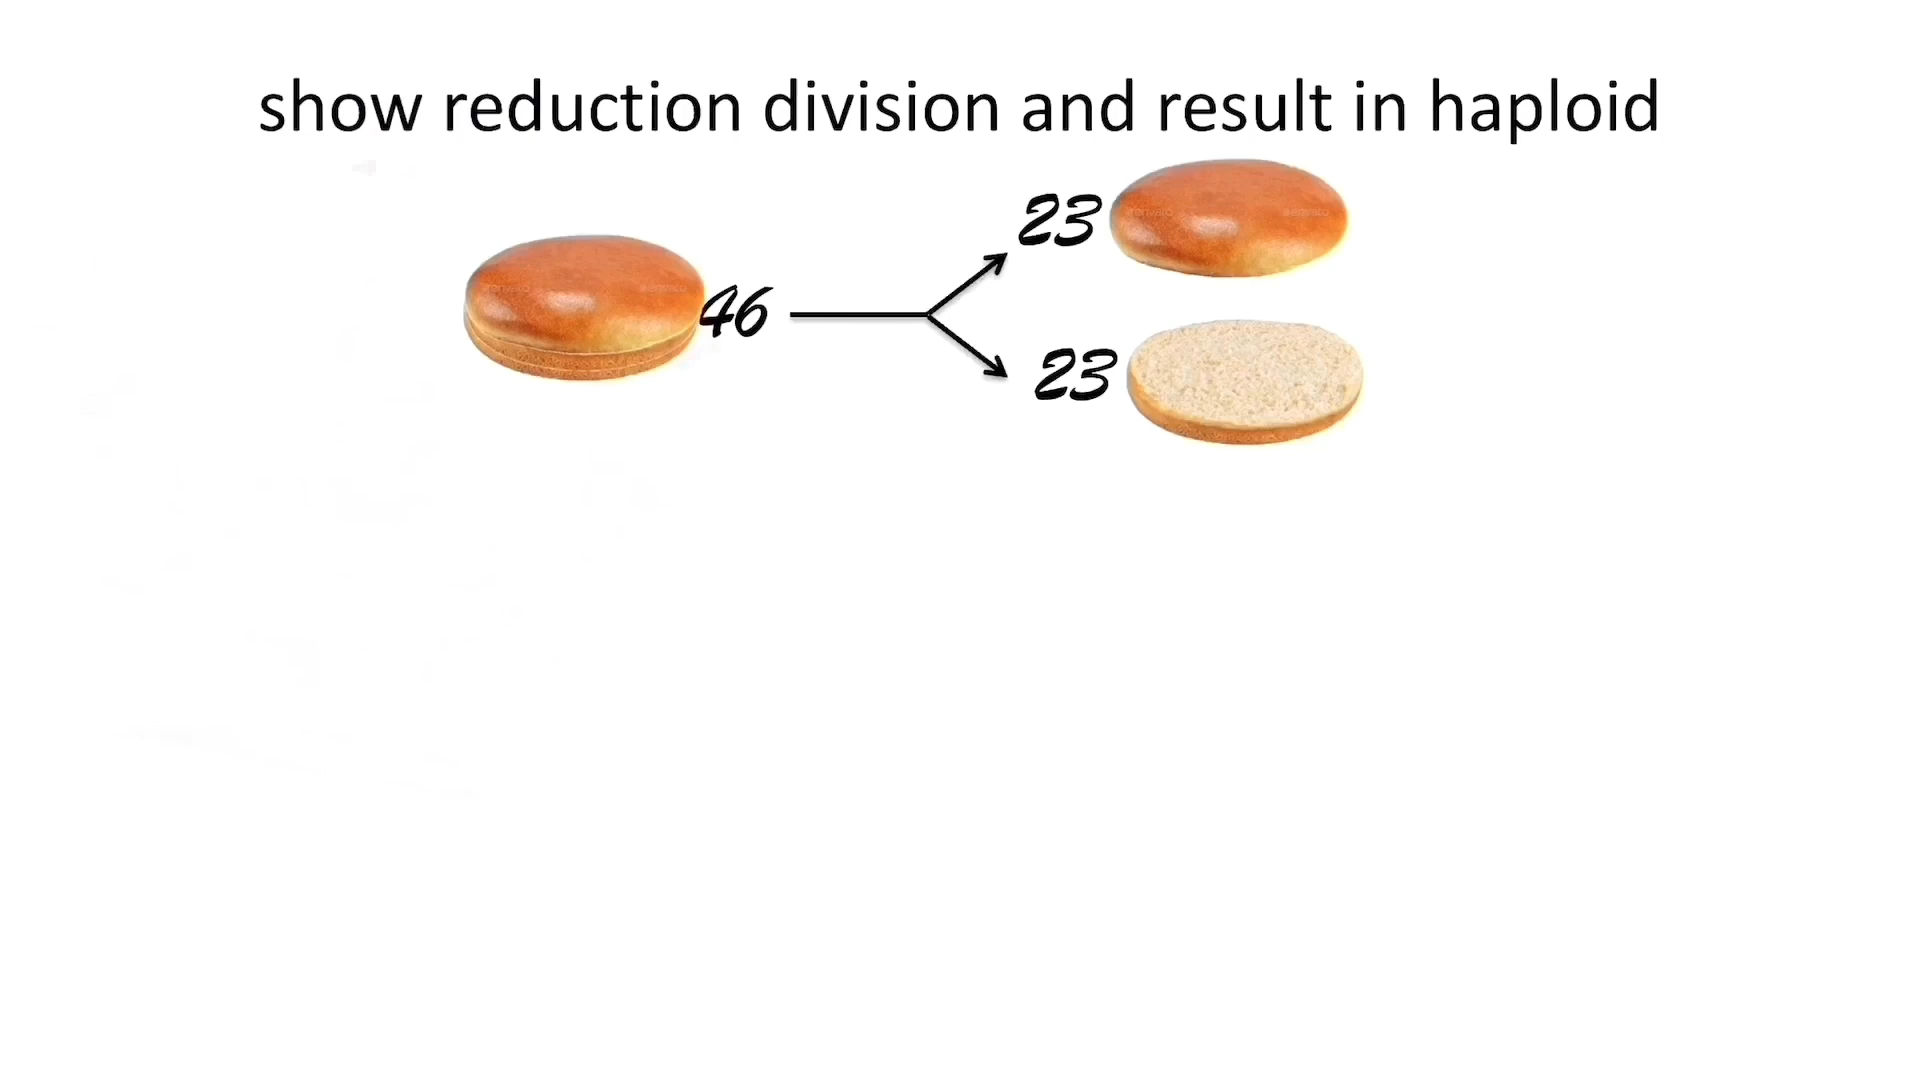 show reduction division and result in haploid
23
46
23